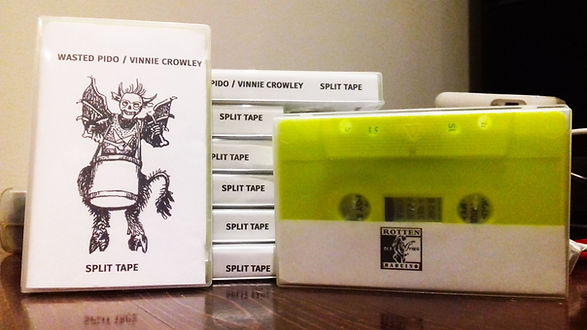 WASTED PIDO / VINNIE CROWLEY
SPLIT TAPE
PIDO / VINNIE CROWLEY SPLIT TAPE
SPLIT TAPE
SPLIT TAPE
SPLIT TAPE
SPLIT TAPE
SPLIT TAPE
ROTTEN